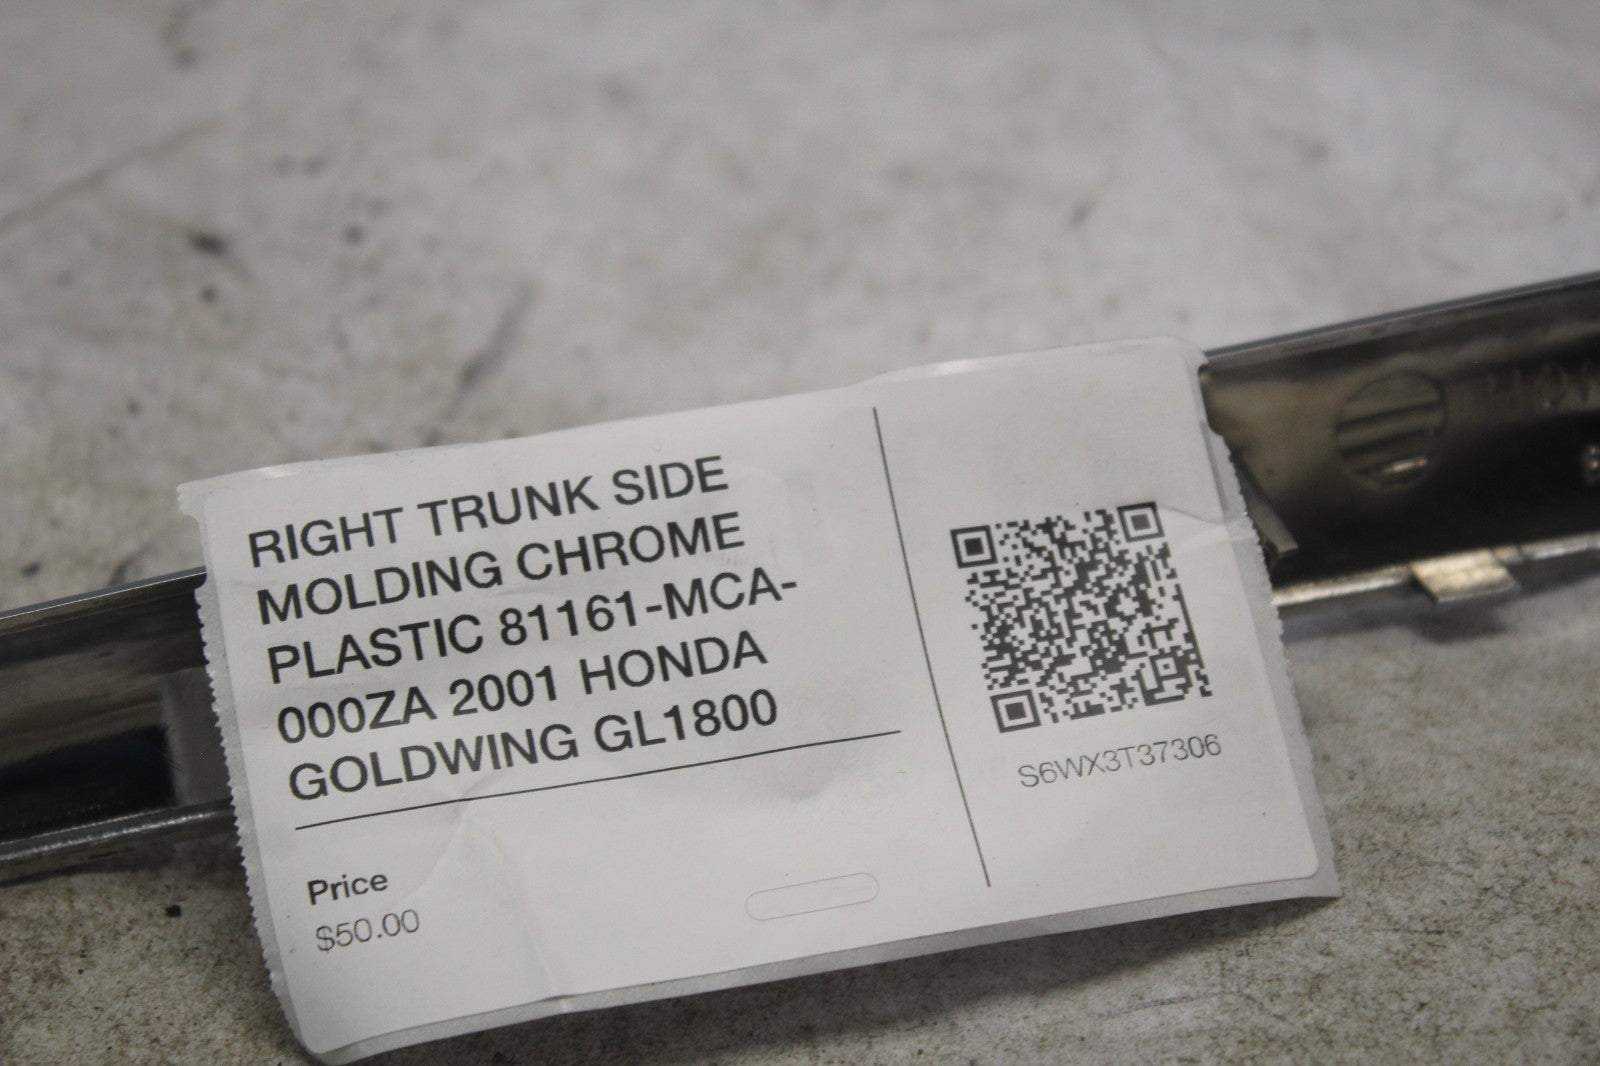 RIGHT TRUNK SIDE
MOLDING CHROME
PLASTIC 81161-MCA-
000ZA 2001 HONDA
GOLDWING GL1800
Price
$50.00
S6WX3T37306